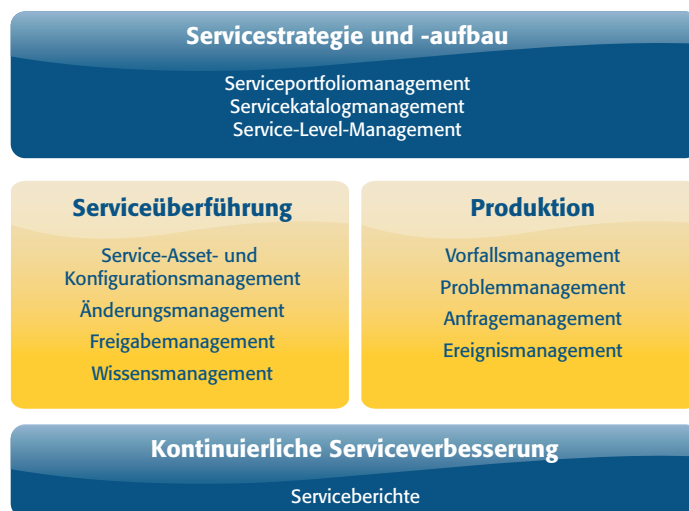 Servicestrategie und -aufbau
Serviceportfoliomanagement
Servicekatalogmanagement
Service-Level-Management
Serviceüberführung
Service-Asset- und
Konfigurationsmanagement
Änderungsmanagement
Freigabemanagement
Wissensmanagement
Produktion
Vorfallsmanagement
Problemmanagement
Anfragemanagement
Ereignismanagement
Kontinuierliche Serviceverbesserung
Serviceberichte